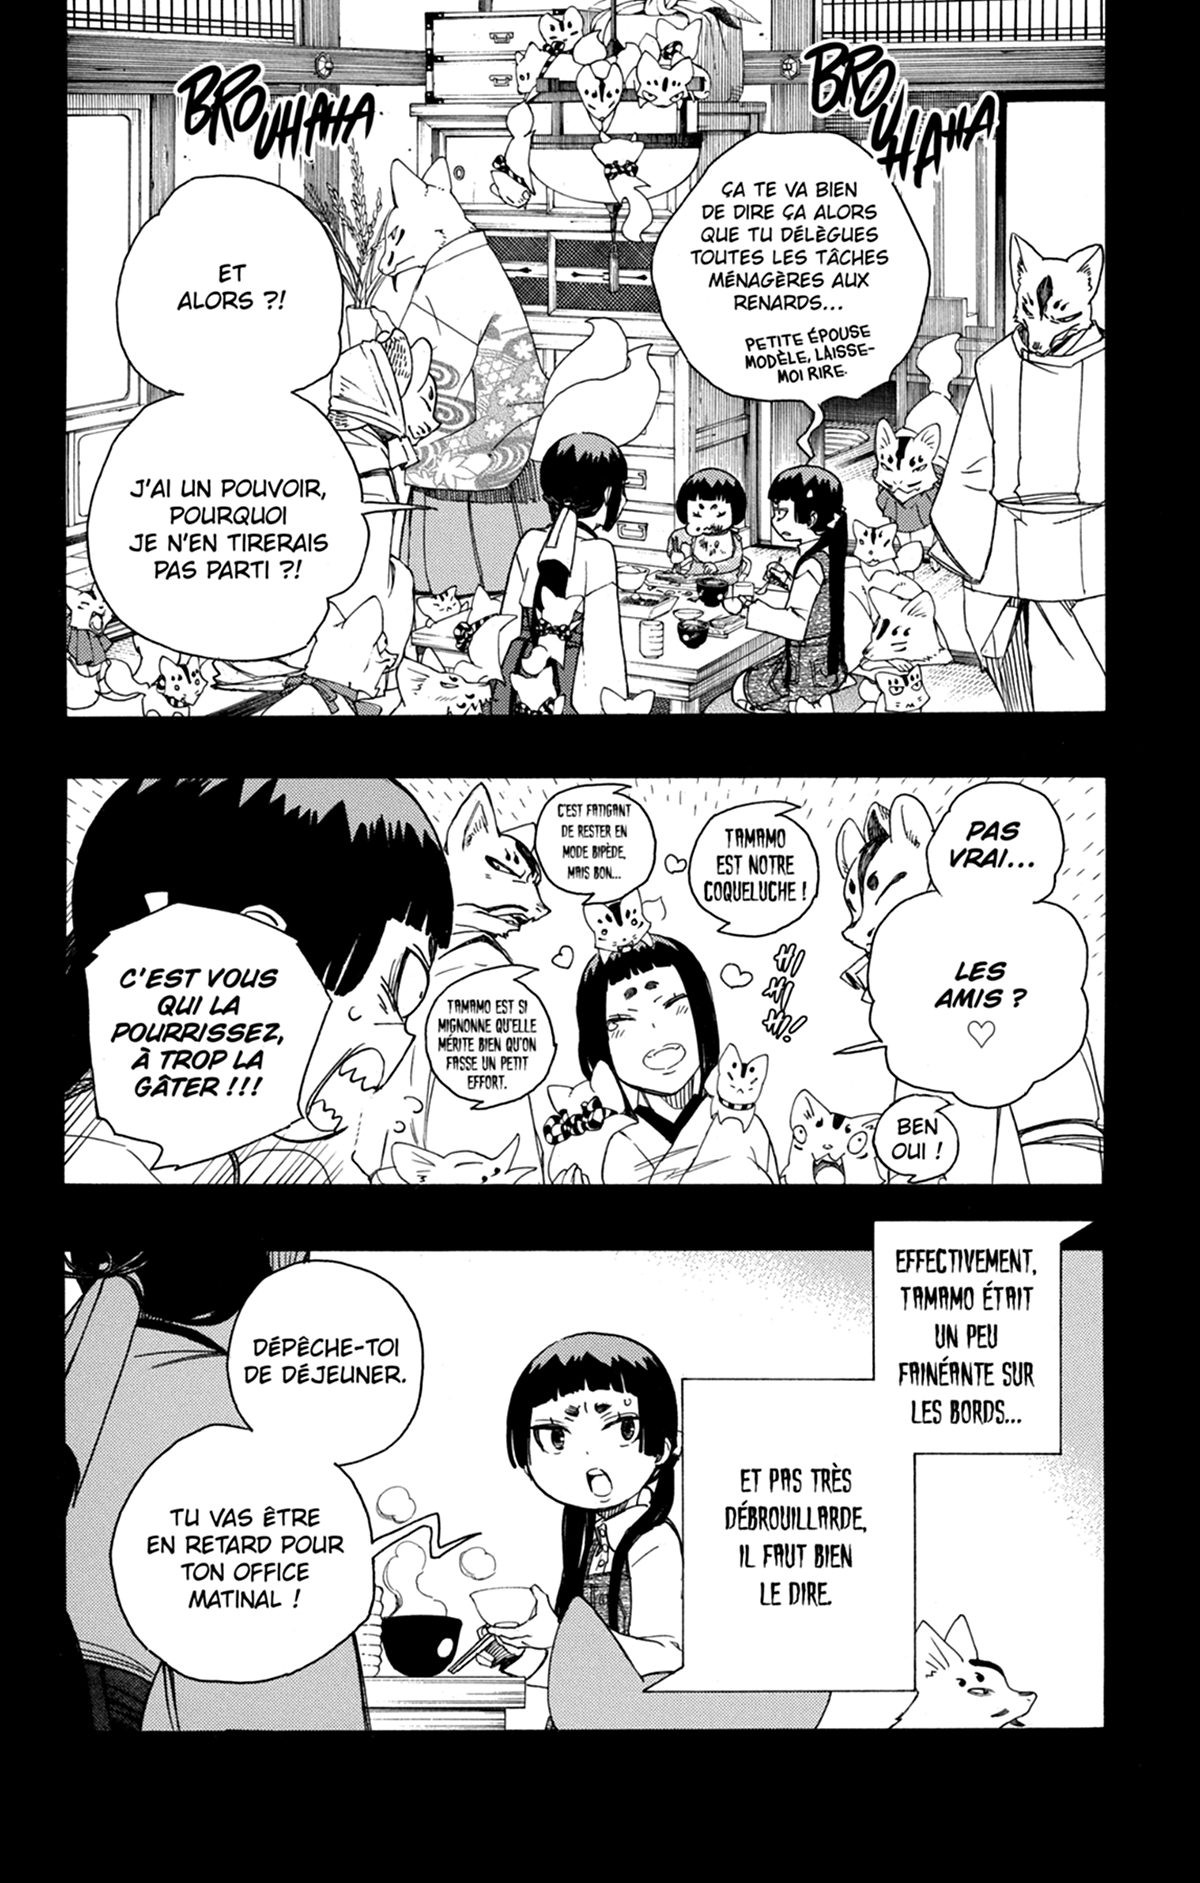 BROUHAHA
BROUHAHA
ÇA TE VA BIEN
DE DIRE ÇA ALORS
QUE TU DÉLÈGUES
TOUTES LES TÂCHES
MÉNAGÈRES AUX
RENARDS...
PETITE ÉPOUSE
MODÈLE, LAISSE-
MOI RIRE.
ET
ALORS ?!
J'AI UN POUVOIR,
POURQUOI
JE N'EN TIRERAIS
PAS PARTI ?!
PAS
VRAI...
LES
AMIS ?
♡
BEN
OUI !
TAMAMO
EST NOTRE
COQUELUCHE !
HI
HI
HI!
C'EST FATIGANT
DE RESTER EN
MODE BIPÈDE,
MAIS BON...
TAMAMO EST SI
MIGNONNE QU'ELLE
MÉRITE BIEN QU'ON
FASSE UN PETIT
EFFORT.
C'EST VOUS
QUI LA
POURRISSEZ,
À TROP LA
GÂTER !!!
EFFECTIVEMENT,
TAMAMO ÉTAIT
UN PEU
FAINÉANTE SUR
LES BORDS...
ET PAS TRÈS
DÉBROUILLARDE,
IL FAUT BIEN
LE DIRE.
DÉPÊCHE-TOI
DE DÉJEUNER.
TU VAS ÊTRE
EN RETARD POUR
TON OFFICE
MATINAL !